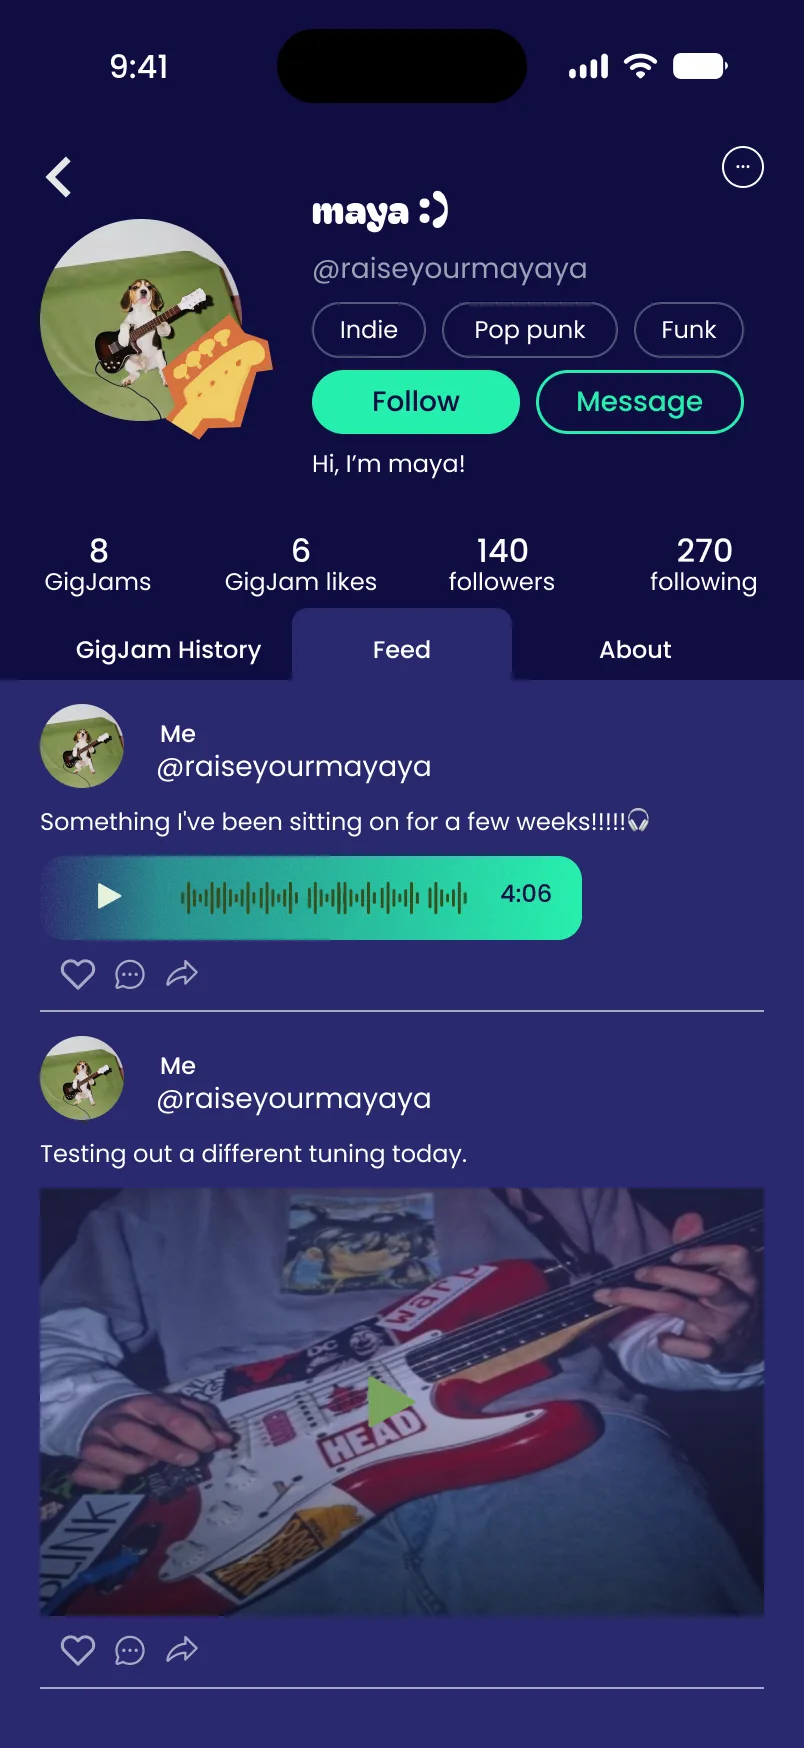 9:41
maya :)
@raiseyourmayaya
Indie
Pop punk
Funk
Follow
Message
Hi, I’m maya!
8
GigJams
6
GigJam likes
140
followers
270
following
GigJam History
Feed
About
Me
@raiseyourmayaya
Something I've been sitting on for a few weeks!!!!!🎧
4:06
Me
@raiseyourmayaya
Testing out a different tuning today.
warp
HEAD
BLINK